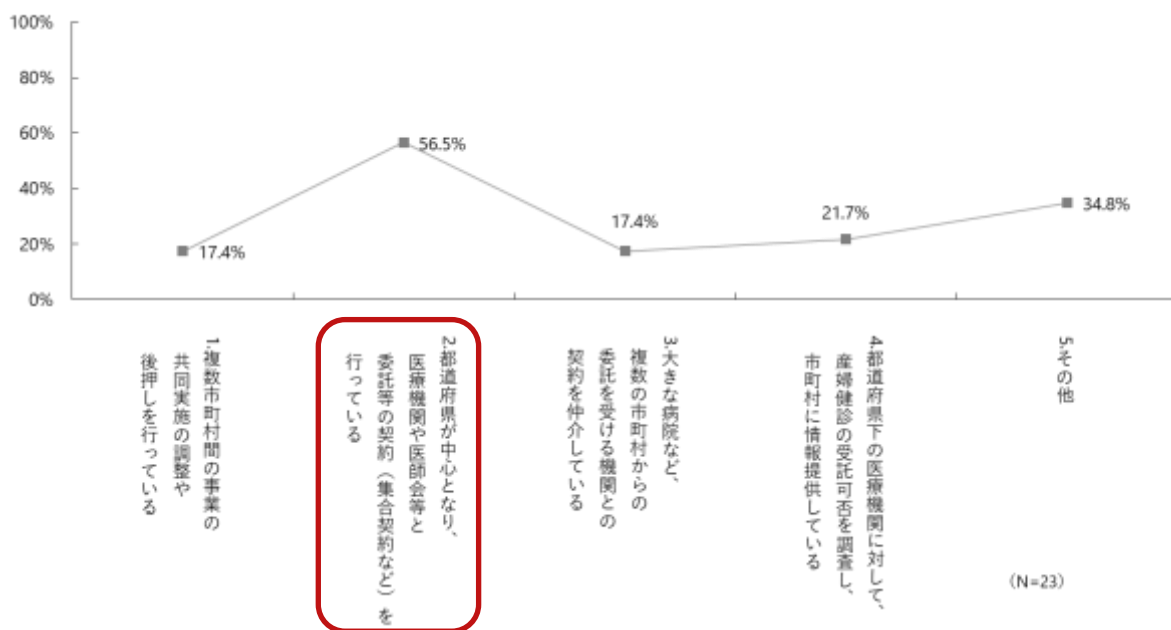 100%
80%
60%
40%
20%
0%
17.4%
56.5%
17.4%
21.7%
34.8%
1.複数市町村間の事業の
共同実施の調整や
後押しを行っている
2.都道府県が中心となり、
医療機関や医師会等と
委託等の契約（集合契約など）を
行っている
3.大きな病院など、
複数の市町村からの
委託を受ける機関との
契約を仲介している
4.都道府県下の医療機関に対して、
産婦健診の受託可否を調査し、
市町村に情報提供している
5.その他
（N=23）